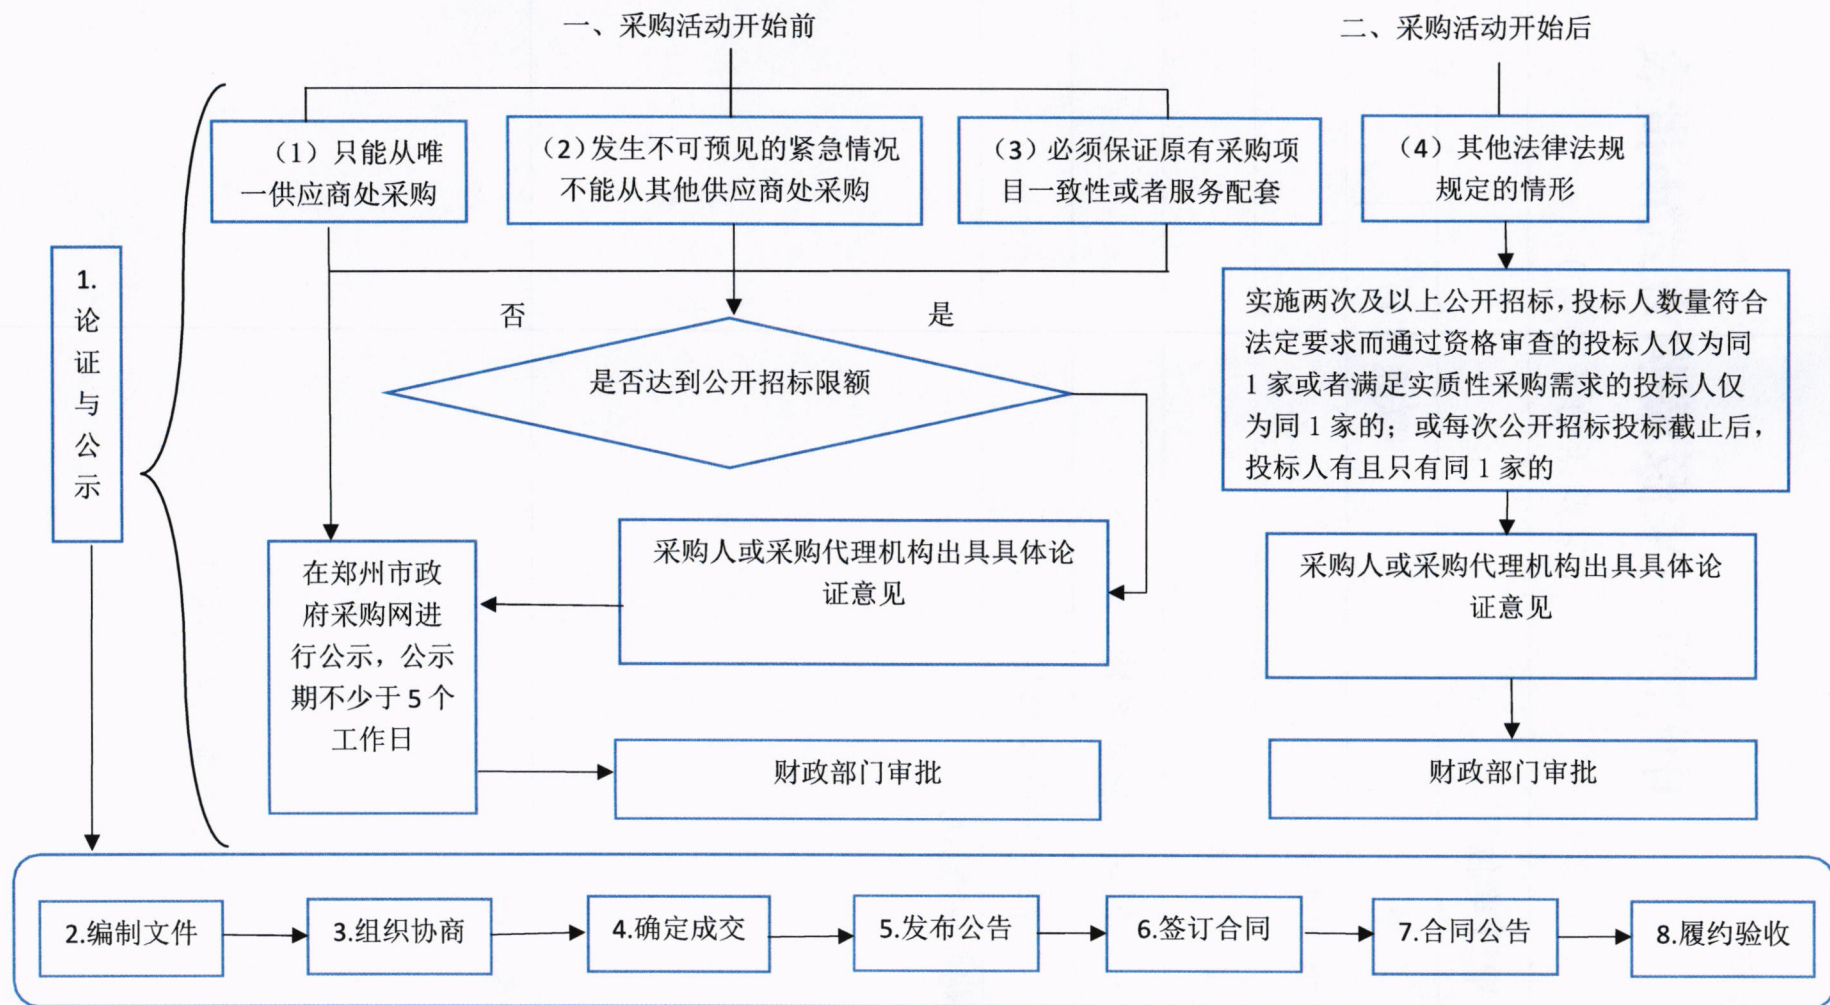 一、采购活动开始前
二、采购活动开始后
（1）只能从唯
一供应商处采购
（2）发生不可预见的紧急情况
不能从其他供应商处采购
（3）必须保证原有采购项
目一致性或者服务配套
（4）其他法律法规
规定的情形
1.
论
证
与
公
示
否
是
是否达到公开招标限额
实施两次及以上公开招标，投标人数量符合
法定要求而通过资格审查的投标人仅为同
1 家或者满足实质性采购需求的投标人仅
为同 1 家的；或每次公开招标投标截止后，
投标人有且只有同 1 家的
在郑州市政
府采购网进
行公示，公示
期不少于 5 个
工作日
采购人或采购代理机构出具具体论
证意见
采购人或采购代理机构出具具体论
证意见
财政部门审批
财政部门审批
2.编制文件
3.组织协商
4.确定成交
5.发布公告
6.签订合同
7.合同公告
8.履约验收